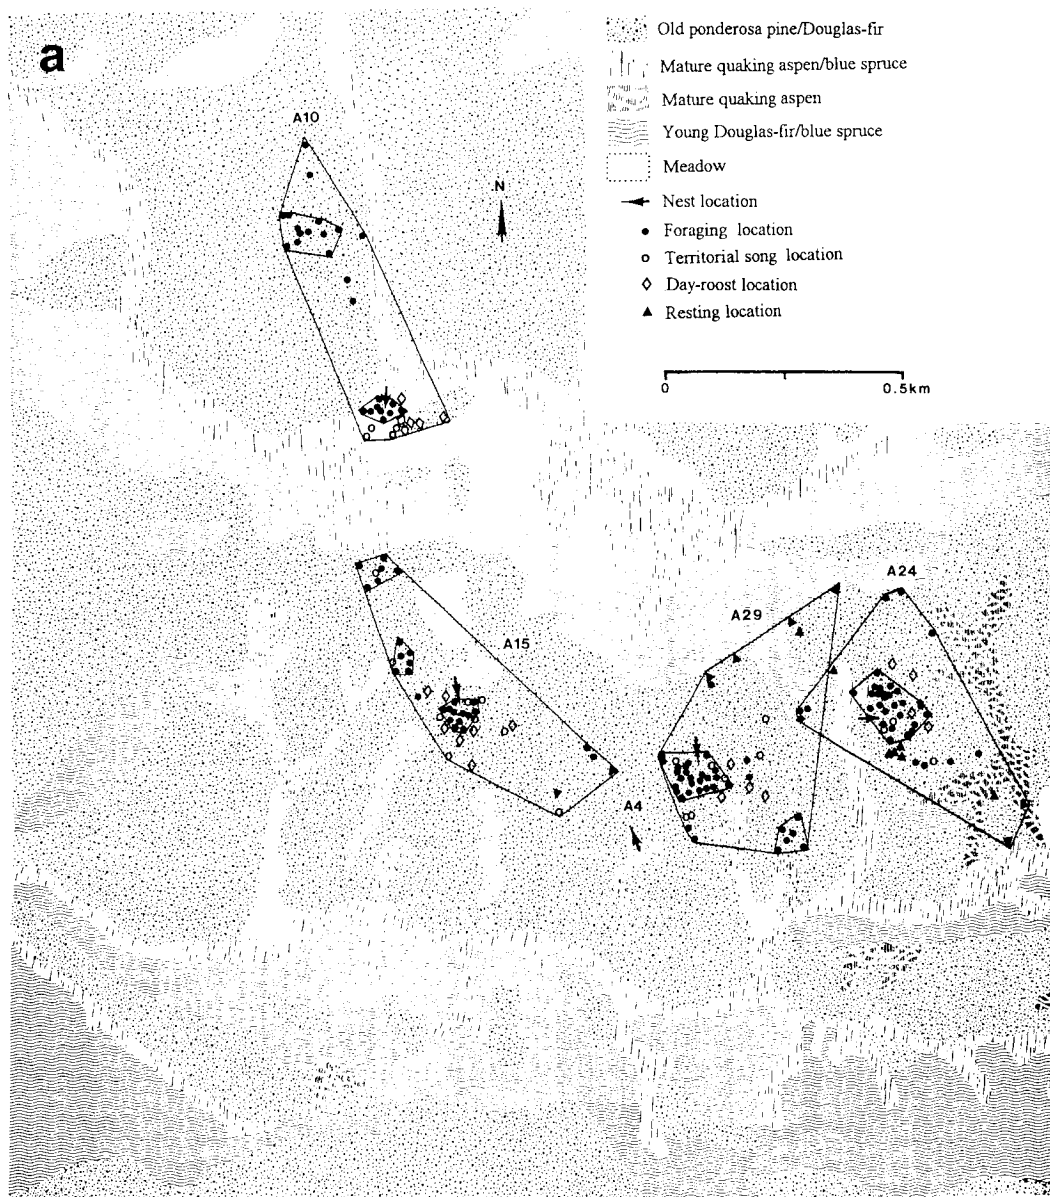 a
Old ponderosa pine/Douglas-fir
Mature quaking aspen/blue spruce
Mature quaking aspen
Young Douglas-fir/blue spruce
Meadow
Nest location
Foraging location
Territorial song location
Day-roost location
Resting location
0 0.5km
N
A10
A15
A29
A24
A4